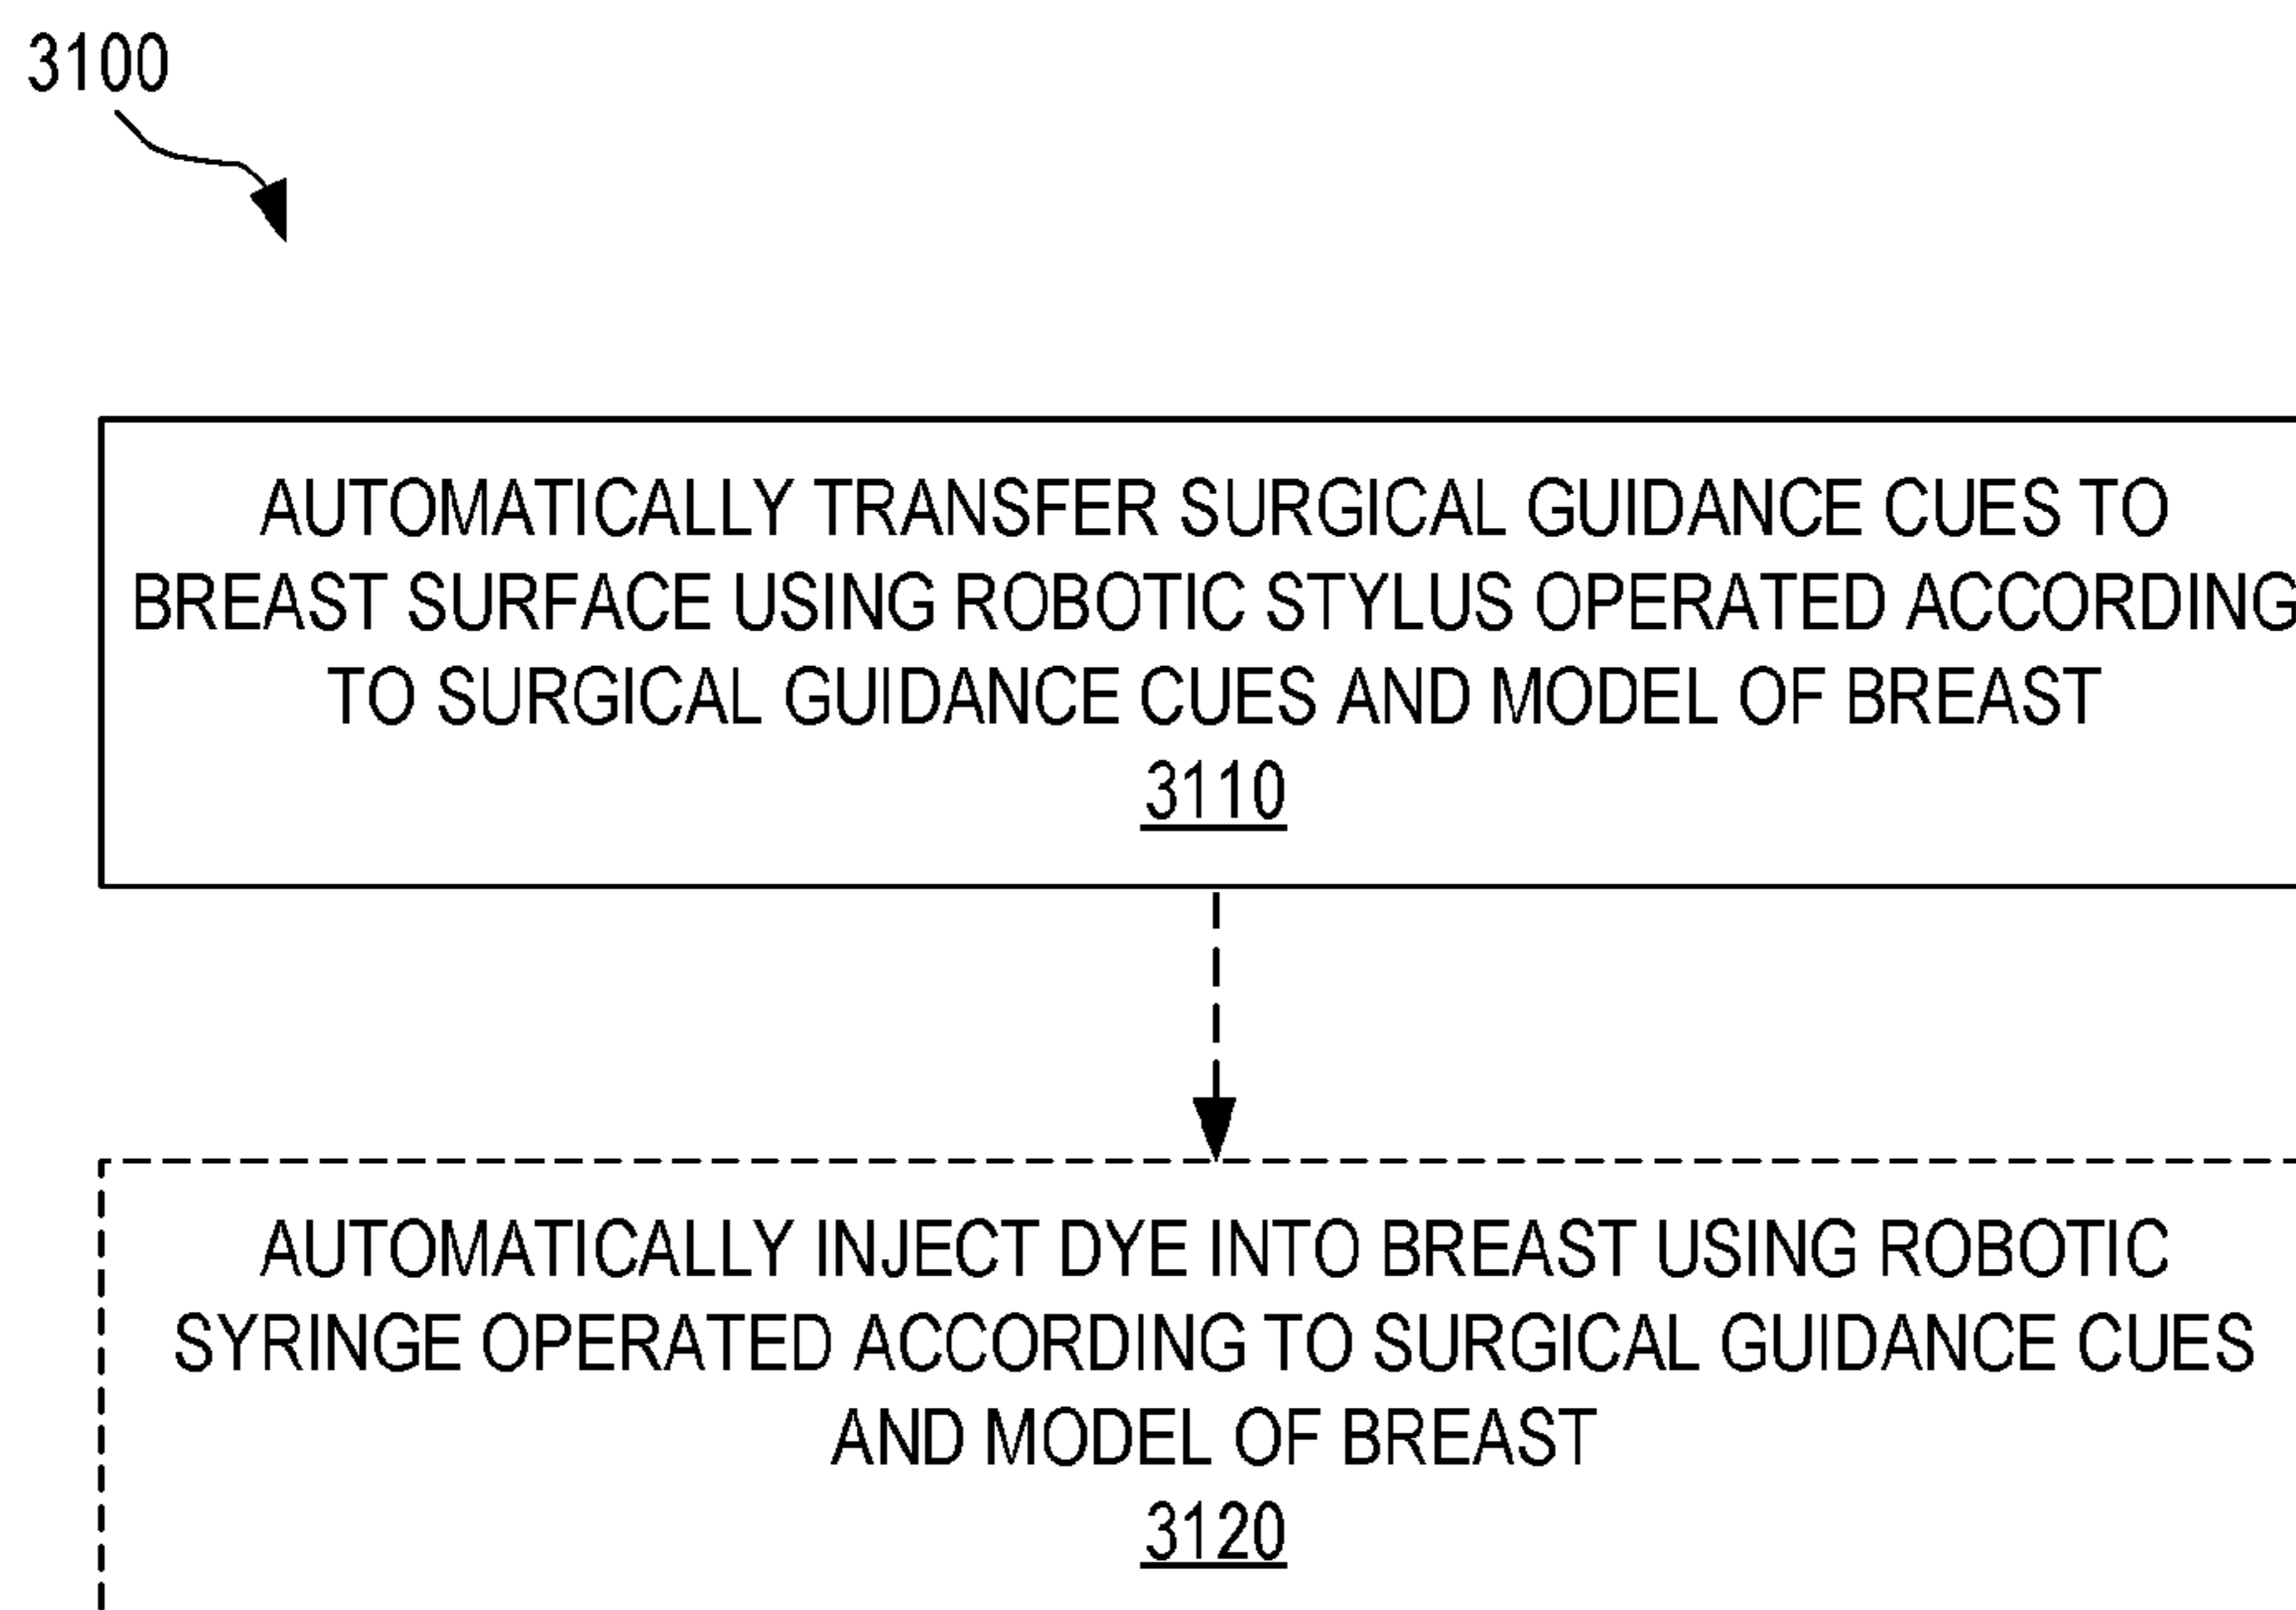 3100
AUTOMATICALLY TRANSFER SURGICAL GUIDANCE CUES TO
BREAST SURFACE USING ROBOTIC STYLUS OPERATED ACCORDING
TO SURGICAL GUIDANCE CUES AND MODEL OF BREAST
3110
AUTOMATICALLY INJECT DYE INTO BREAST USING ROBOTIC
SYRINGE OPERATED ACCORDING TO SURGICAL GUIDANCE CUES
AND MODEL OF BREAST
3120